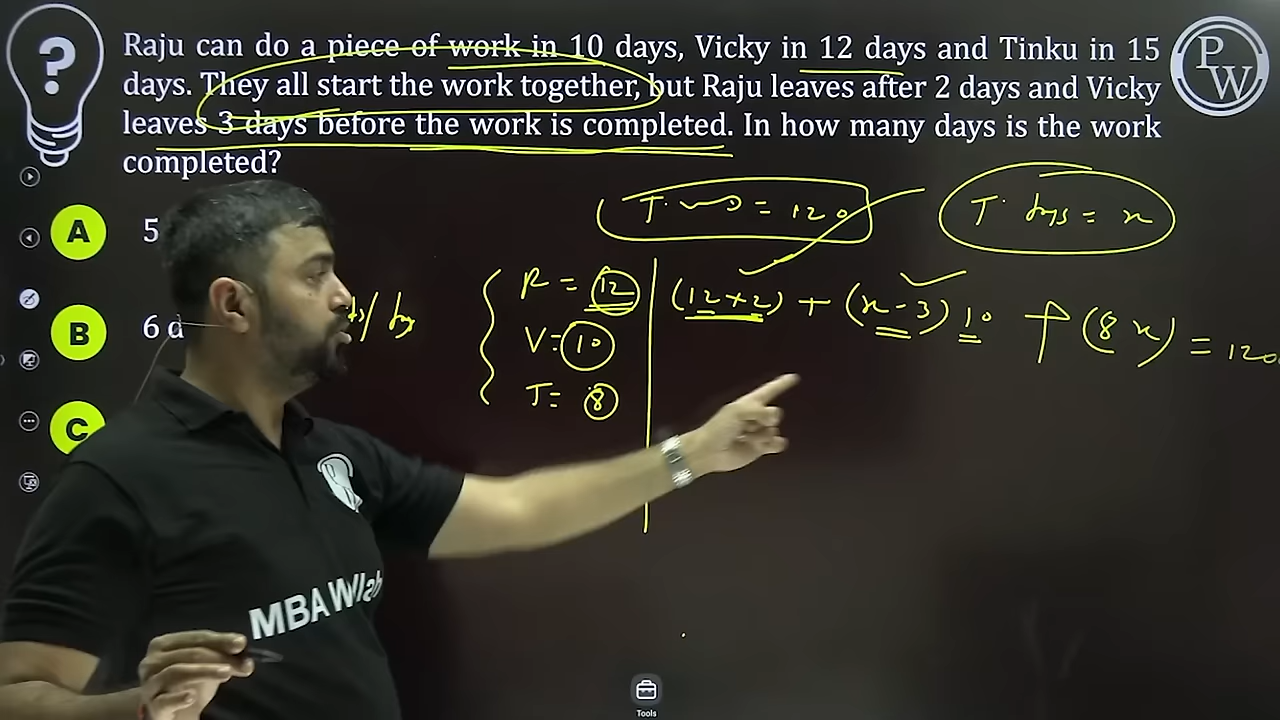 Raju can do a piece of work in 10 days, Vicky in 12 days and Tinku in 15
days. They all start the work together, but Raju leaves after 2 days and Vicky
leaves 3 days before the work is completed. In how many days is the work
completed?
P
W
?
A 5
B 6 d
C
T. = 120
T. dys = x
R = 12
V = 10
T = 8
(12 × 2) + (x - 3) 10 + (8x) = 120
MBA W
Tools